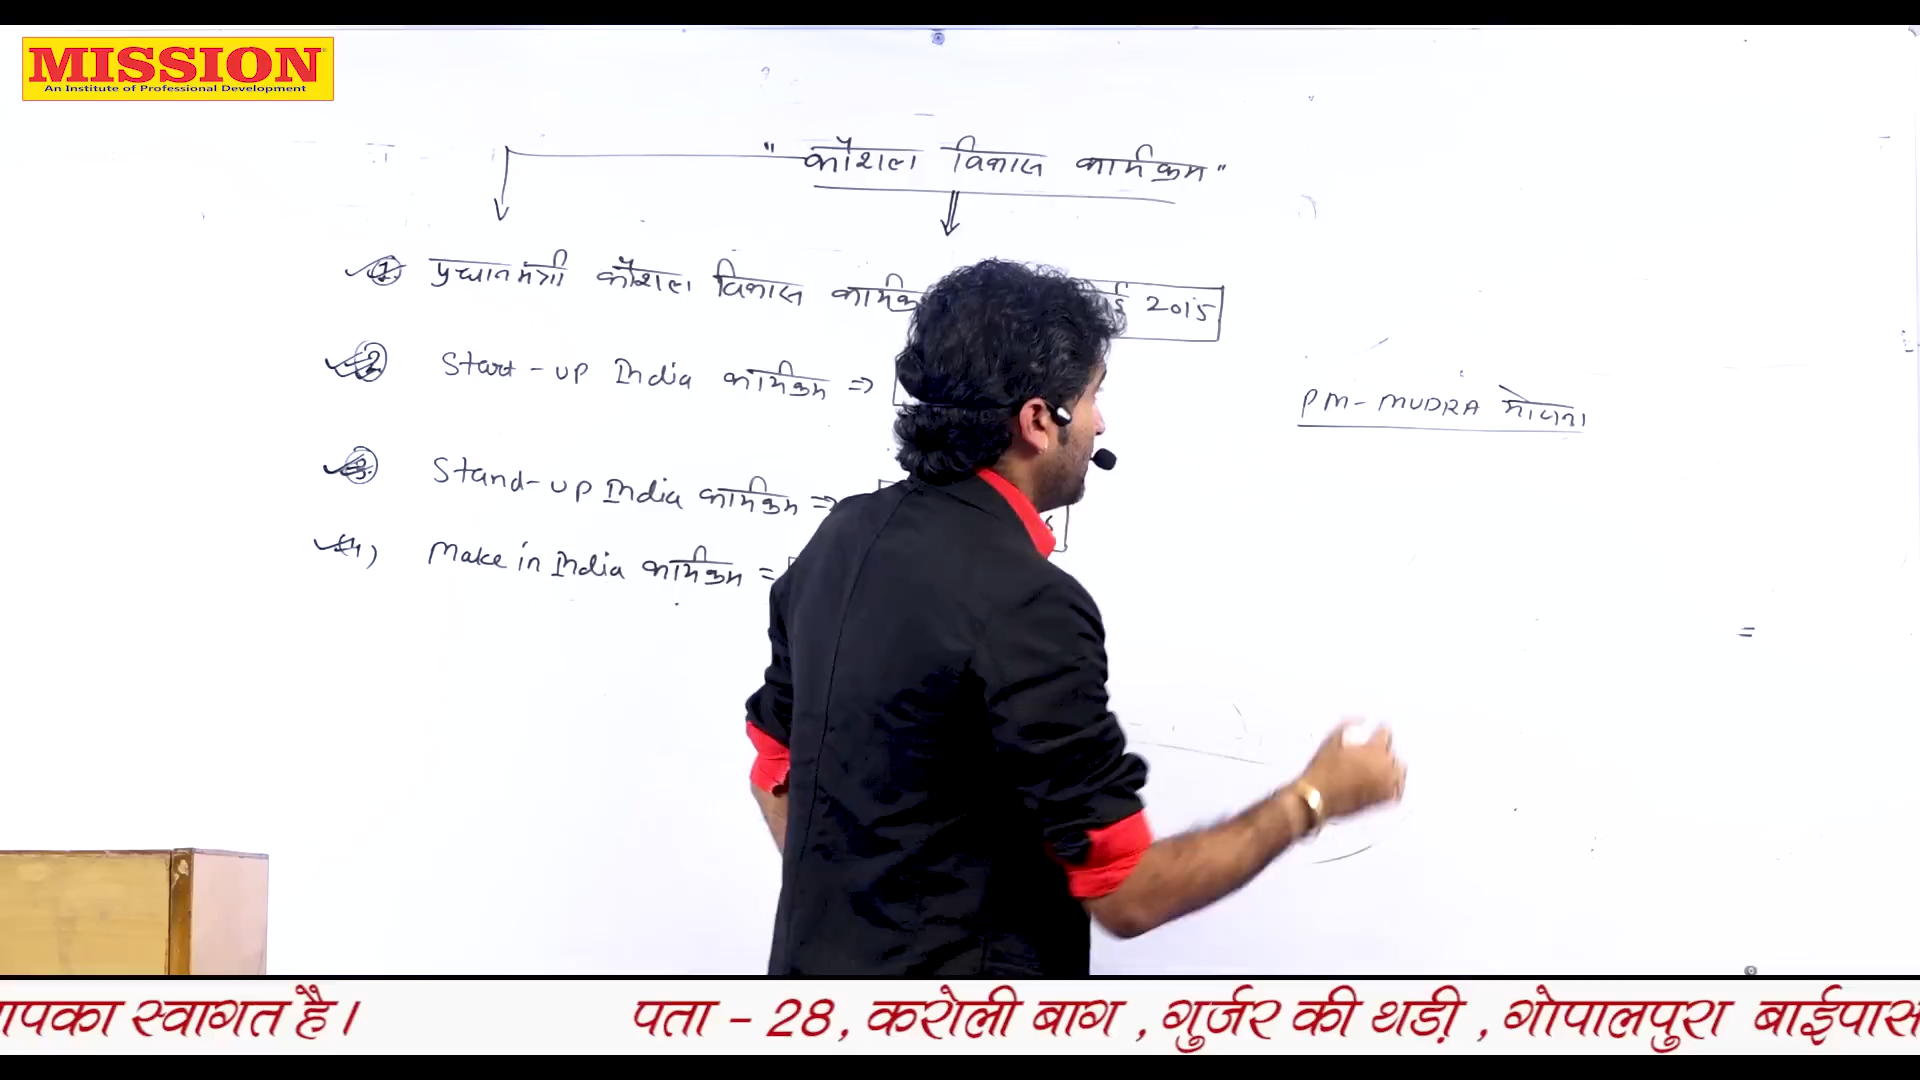 MISSION
An Institute of Professional Development
" कौशल विकास कार्यक्रम "
1. प्रधानमंत्री कौशल विकास कार्यक्र 2015
2 Start-up India कार्यक्रम =>
3. Stand-up India कार्यक्रम =>
4) Make in India कार्यक्रम =
PM-MUDRA योजना
=
ापका स्वागत है। पता - 28, करोली बाग , गुर्जर की थडी़ , गोपालपुरा बाईपास